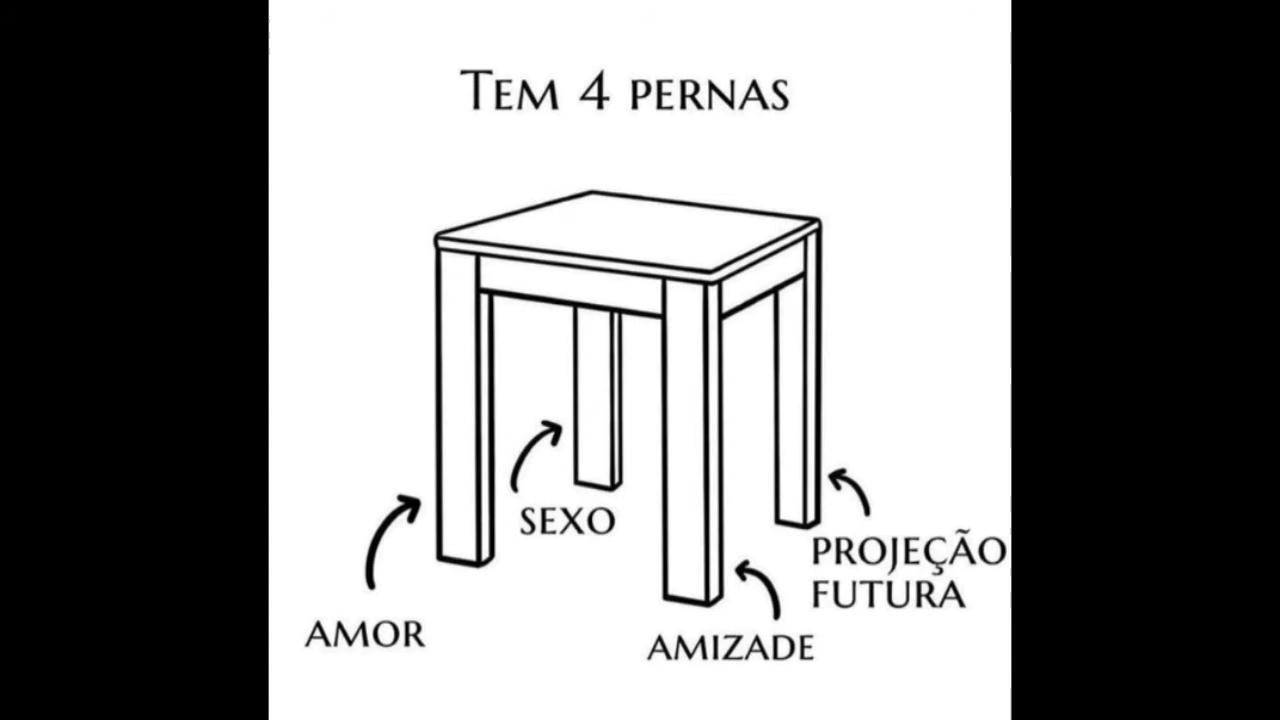 TEM 4 PERNAS
SEXO
AMOR
PROJEÇÃO
FUTURA
AMIZADE